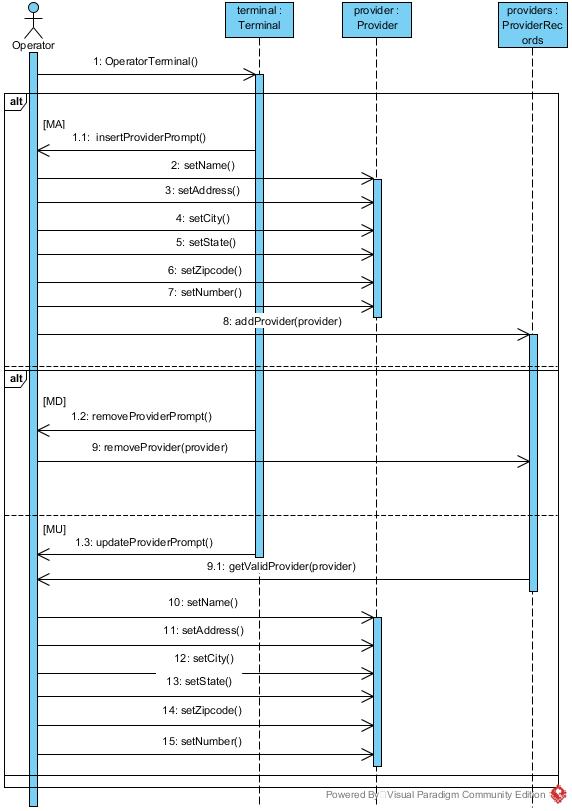 terminal :
Terminal
provider :
Provider
providers :
ProviderRec
ords
Operator
1: OperatorTerminal()
alt
[MA]
1.1: insertProviderPrompt()
2: setName()
3: setAddress()
4: setCity()
5: setState()
6: setZipcode()
7: setNumber()
8: addProvider(provider)
alt
[MD]
1.2: removeProviderPrompt()
9: removeProvider(provider)
[MU]
1.3: updateProviderPrompt()
9.1: getValidProvider(provider)
10: setName()
11: setAddress()
12: setCity()
13: setState()
14: setZipcode()
15: setNumber()
Powered By Visual Paradigm Community Edition